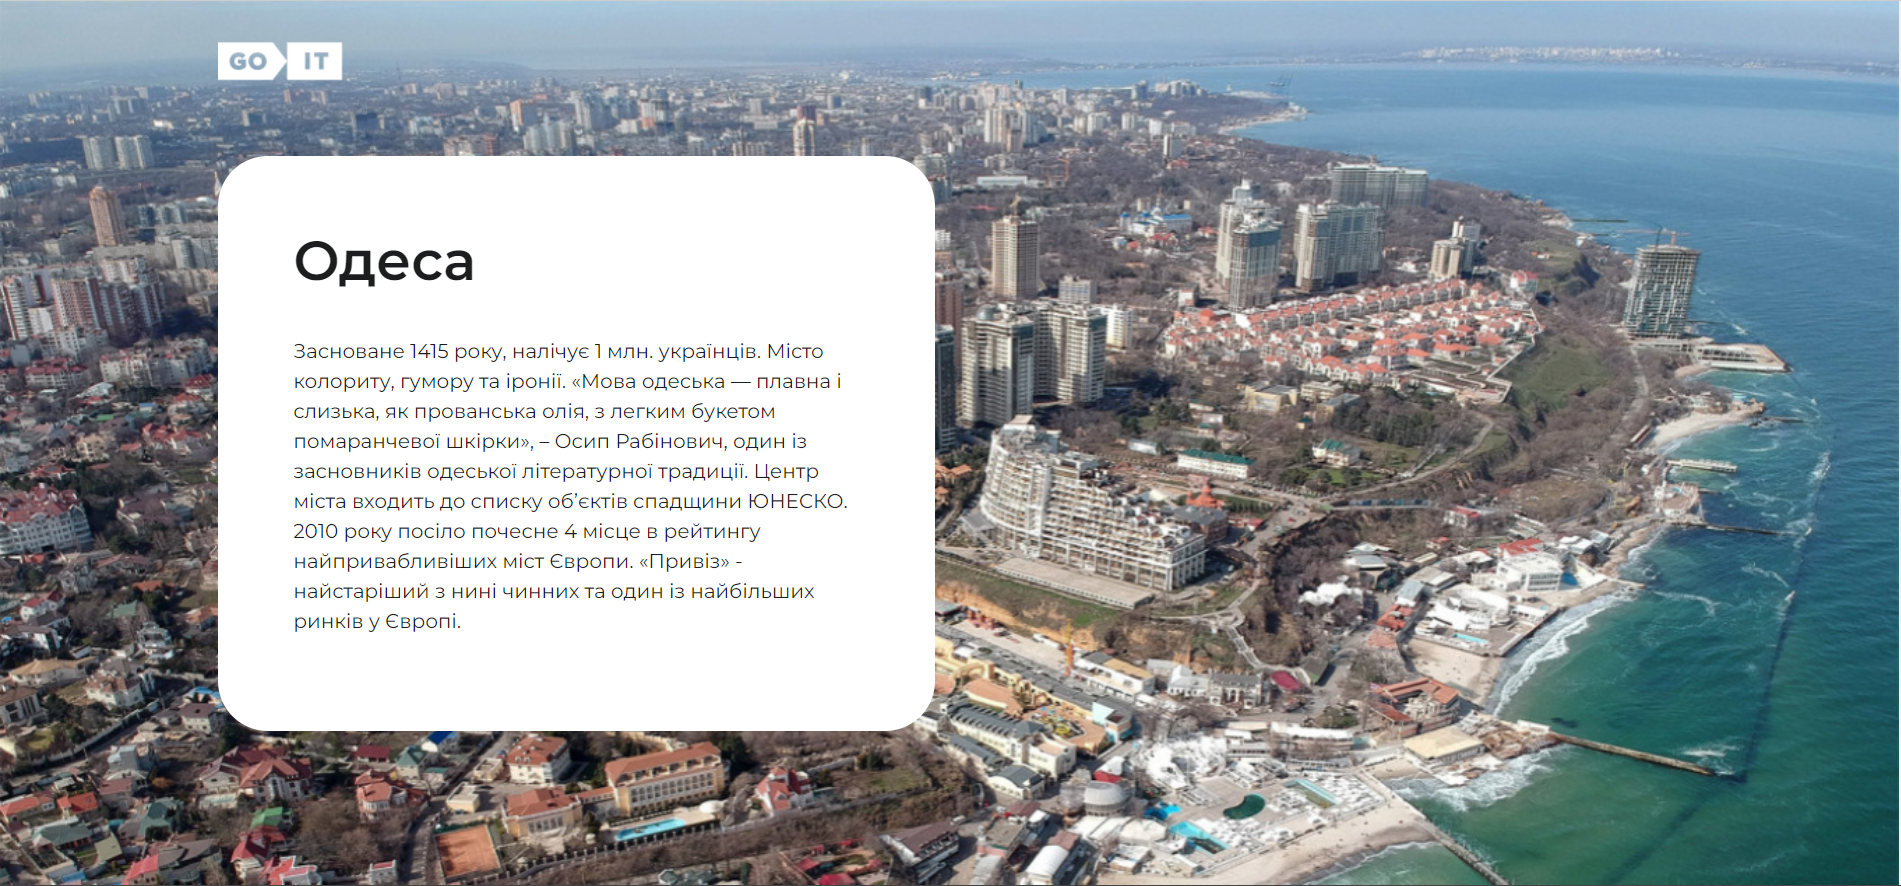 GO IT
Одеса
Засноване 1415 року, налічує 1 млн. українців. Місто
колориту, гумору та іронії. «Мова одеська — плавна і
слизька, як прованська олія, з легким букетом
помаранчевої шкірки», – Осип Рабінович, один із
засновників одеської літературної традиції. Центр
міста входить до списку об’єктів спадщини ЮНЕСКО.
2010 року посіло почесне 4 місце в рейтингу
найпривабливіших міст Європи. «Привіз» -
найстаріший з нині чинних та один із найбільших
ринків у Європі.